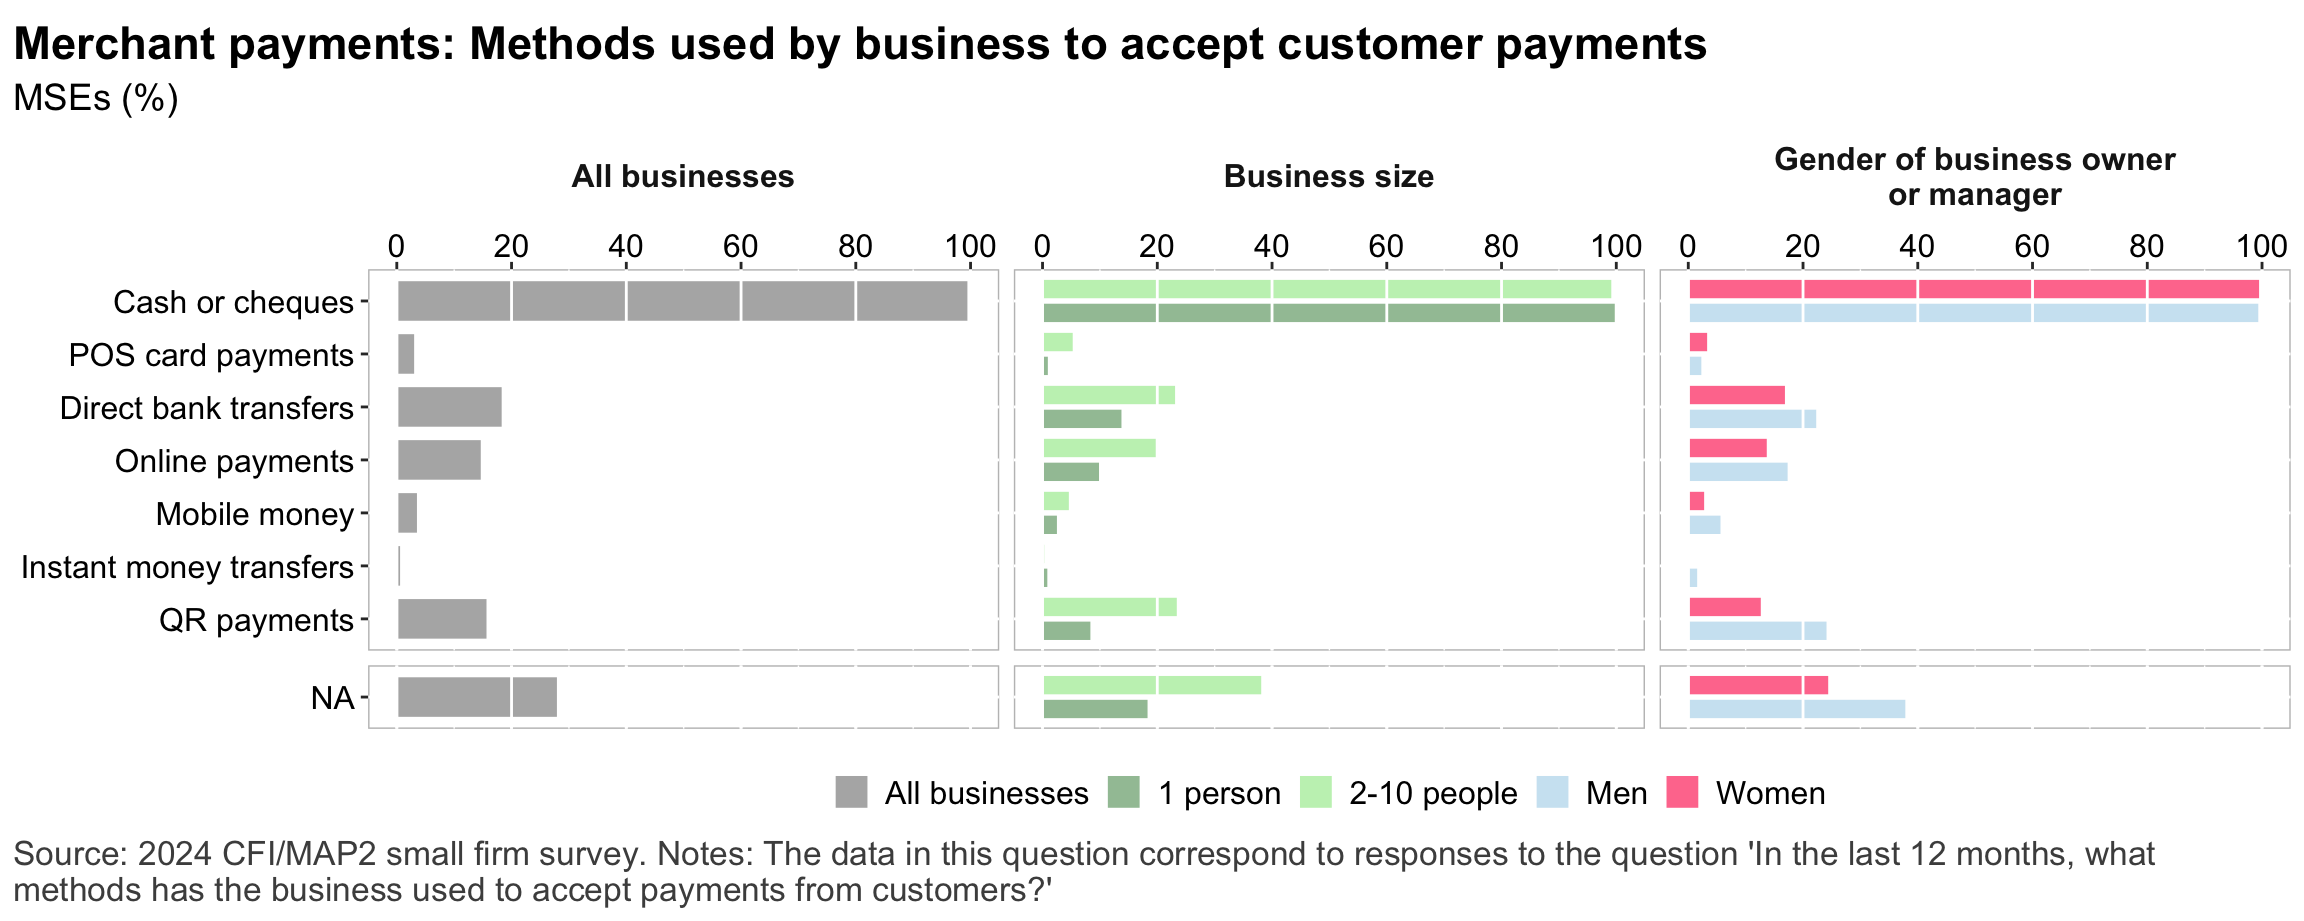 Merchant payments: Methods used by business to accept customer payments
MSEs (%)
All businesses
Business size
Gender of business owner
or manager
0 20 40 60 80 100
0 20 40 60 80 100
0 20 40 60 80 100
Cash or cheques
POS card payments
Direct bank transfers
Online payments
Mobile money
Instant money transfers
QR payments
NA
All businesses 1 person 2-10 people Men Women
Source: 2024 CFI/MAP2 small firm survey. Notes: The data in this question correspond to responses to the question 'In the last 12 months, what
methods has the business used to accept payments from customers?'